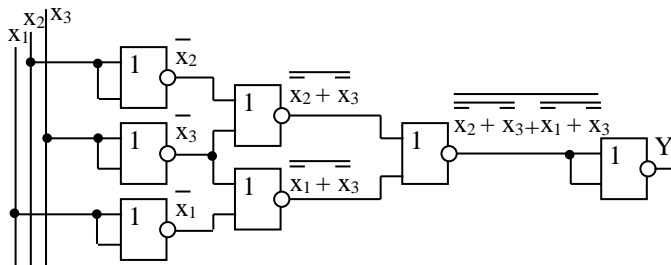 x₁ x₂ x₃
1
x̅₂
1
x̅₃
1
x̅₁
1
x̅₂ + x̅₃
1
x̅₁ + x̅₃
1
x̅₂ + x̅₃ + x̅₁ + x̅₃
1
Y